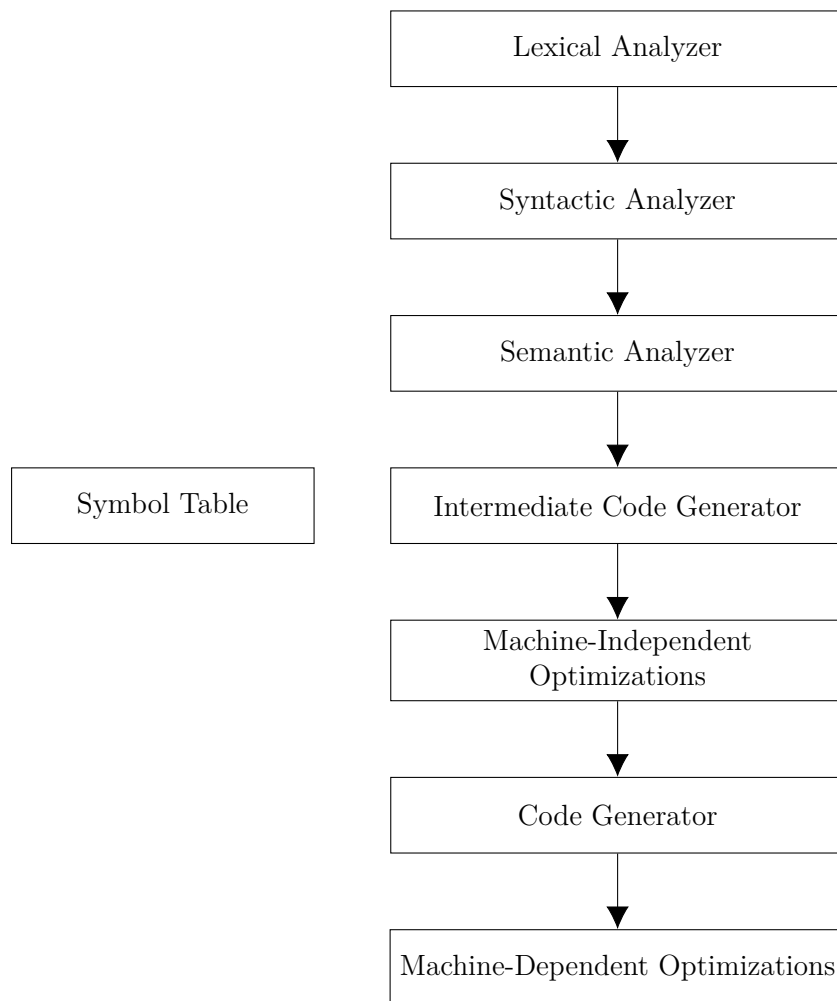 Lexical Analyzer
Syntactic Analyzer
Semantic Analyzer
Symbol Table
Intermediate Code Generator
Machine-Independent
Optimizations
Code Generator
Machine-Dependent Optimizations